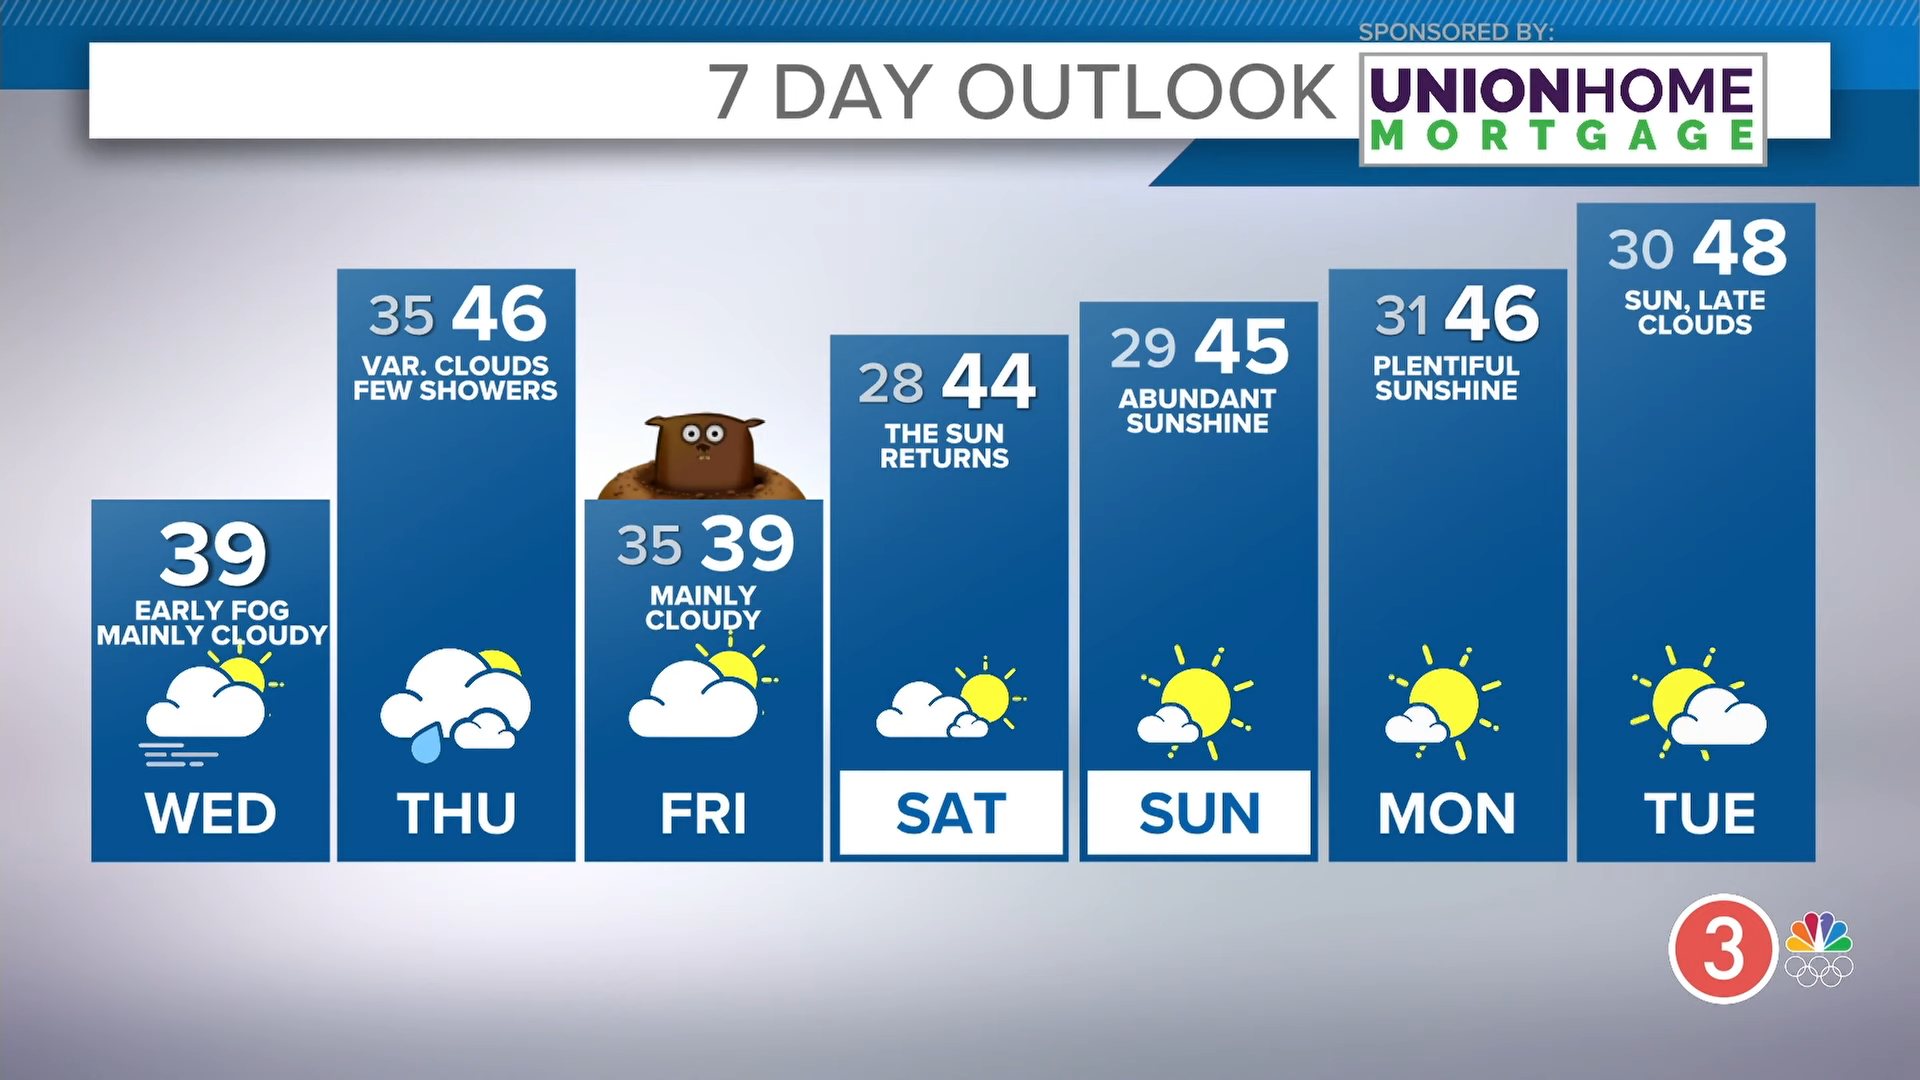 SPONSORED BY:
7 DAY OUTLOOK
UNIONHOME
MORTGAGE
39
EARLY FOG
MAINLY CLOUDY
WED
35 46
VAR. CLOUDS
FEW SHOWERS
THU
35 39
MAINLY
CLOUDY
FRI
28 44
THE SUN
RETURNS
SAT
29 45
ABUNDANT
SUNSHINE
SUN
31 46
PLENTIFUL
SUNSHINE
MON
30 48
SUN, LATE
CLOUDS
TUE
3